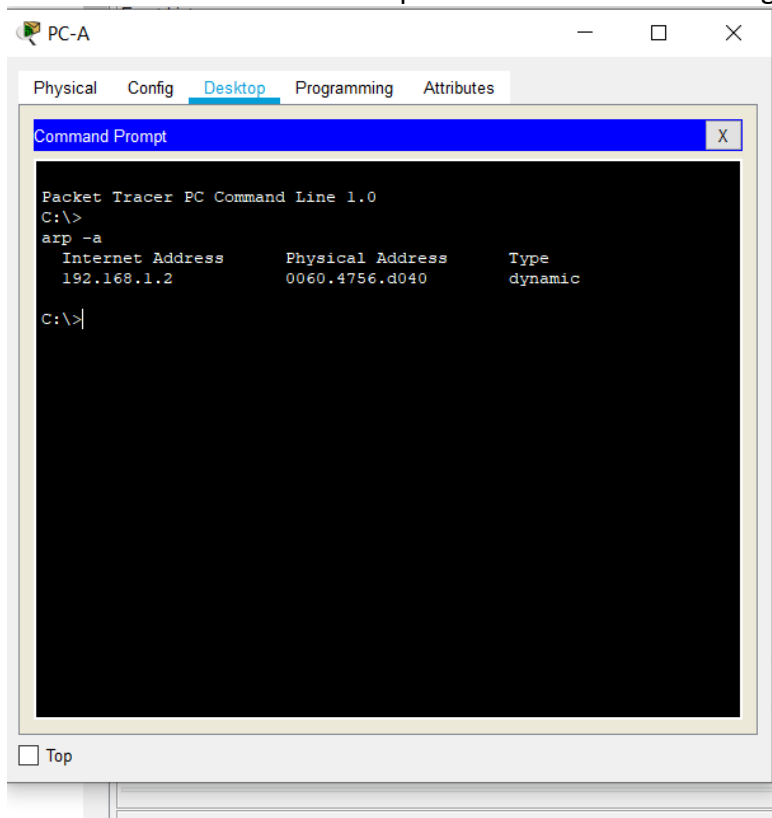 PC-A
Physical Config Desktop Programming Attributes
Command Prompt X
Packet Tracer PC Command Line 1.0
C:\>
arp -a
Internet Address Physical Address Type
192.168.1.2 0060.4756.d040 dynamic
C:\>
Top